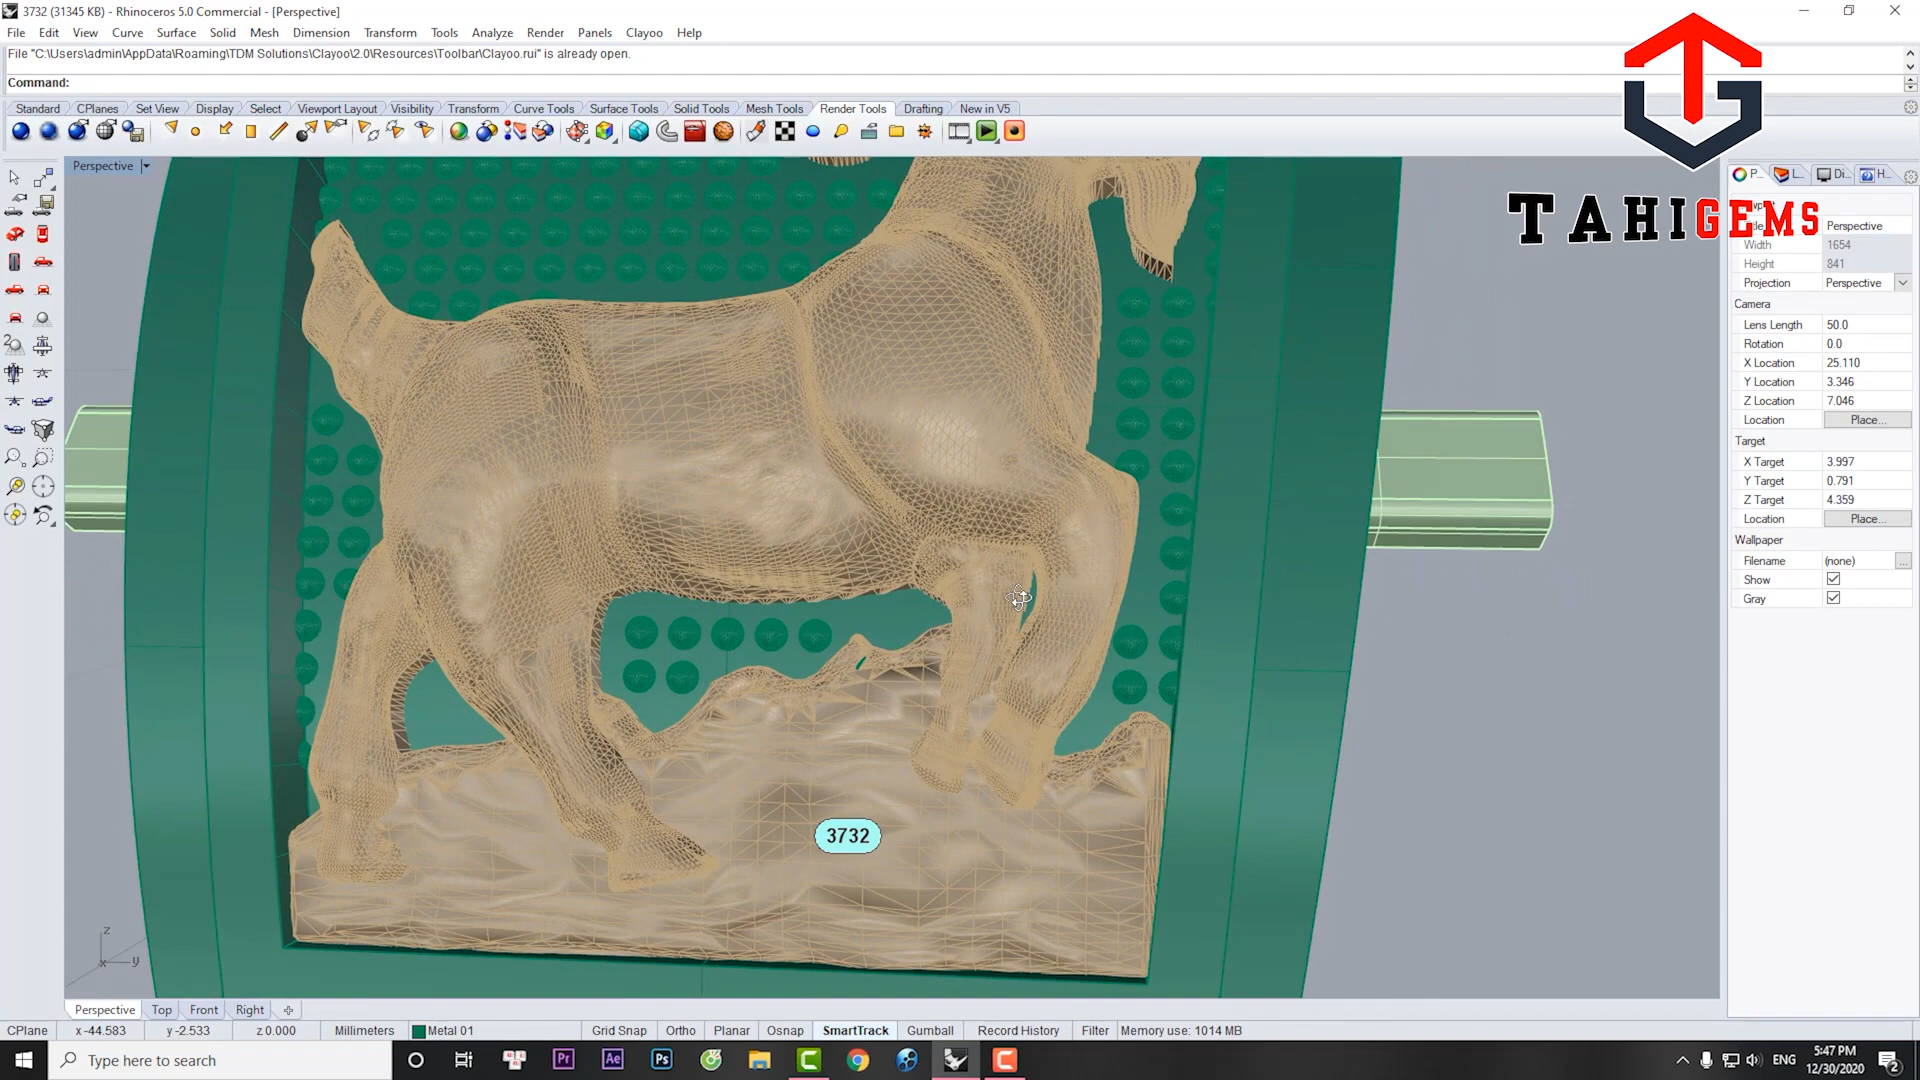 3732 (31345 KB) - Rhinoceros 5.0 Commercial - [Perspective]
File Edit View Curve Surface Solid Mesh Dimension Transform Tools Analyze Render Panels Clayoo Help
File "C:\Users\admin\AppData\Roaming\TDM Solutions\Clayoo\2.0\Resources\Toolbar\Clayoo.rui" is already open.
Command:
Standard CPlanes Set View Display Select Viewport Layout Visibility Transform Curve Tools Surface Tools Solid Tools Mesh Tools Render Tools Drafting New in V5
Perspective
P... L... Di... H...
TAHIGEMS
Perspective
Width 1654
Height 841
Projection Perspective
Camera
Lens Length 50.0
Rotation 0.0
X Location 25.110
Y Location 3.346
Z Location 7.046
Location Place...
Target
X Target 3.997
Y Target 0.791
Z Target 4.359
Location Place...
Wallpaper
Filename (none) ...
Show
Gray
3732
z
x y
Perspective Top Front Right
CPlane x -44.583 y -2.533 z 0.000 Millimeters Metal 01 Grid Snap Ortho Planar Osnap SmartTrack Gumball Record History Filter Memory use: 1014 MB
Type here to search
Pr Ae Ps
ENG
5:47 PM
12/30/2020
2